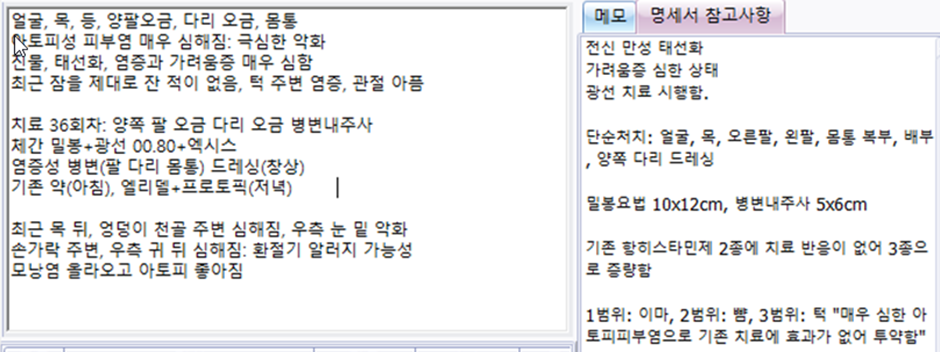 얼굴, 목, 등, 양팔오금, 다리 오금, 몸통
아토피성 피부염 매우 심해짐: 극심한 악화
진물, 태선화, 염증과 가려움증 매우 심함
최근 잠을 제대로 잔 적이 없음, 턱 주변 염증, 관절 아픔
치료 36회차: 양쪽 팔 오금 다리 오금 병변내주사
체간 밀봉+광선 00.80+엑시스
염증성 병변(팔 다리 몸통) 드레싱(창상)
기존 약(아침), 엘리델+프로토픽(저녁)
최근 목 뒤, 엉덩이 천골 주변 심해짐, 우측 눈 밑 악화
손가락 주변, 우측 귀 뒤 심해짐: 환절기 알러지 가능성
모낭염 올라오고 아토피 좋아짐
메모
명세서 참고사항
전신 만성 태선화
가려움증 심한 상태
광선 치료 시행함.
단순처치: 얼굴, 목, 오른팔, 왼팔, 몸통 복부, 배부
, 양쪽 다리 드레싱
밀봉요법 10x12cm, 병변내주사 5x6cm
기존 항히스타민제 2종에 치료 반응이 없어 3종으
로 증량함
1범위: 이마, 2범위: 뺨, 3범위: 턱 "매우 심한 아
토피피부염으로 기존 치료에 효과가 없어 투약함"